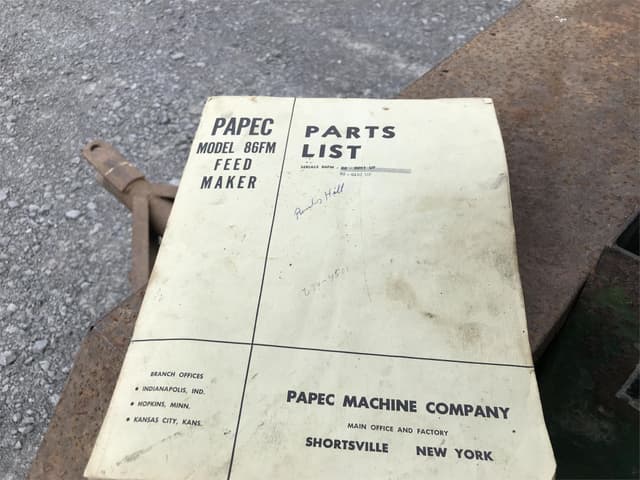 PAPEC
MODEL 86FM
FEED
MAKER
PARTS
LIST
BRANCH OFFICES
• INDIANAPOLIS, IND.
• HOPKINS, MINN.
• KANSAS CITY, KANS.
PAPEC MACHINE COMPANY
MAIN OFFICE AND FACTORY
SHORTSVILLE NEW YORK